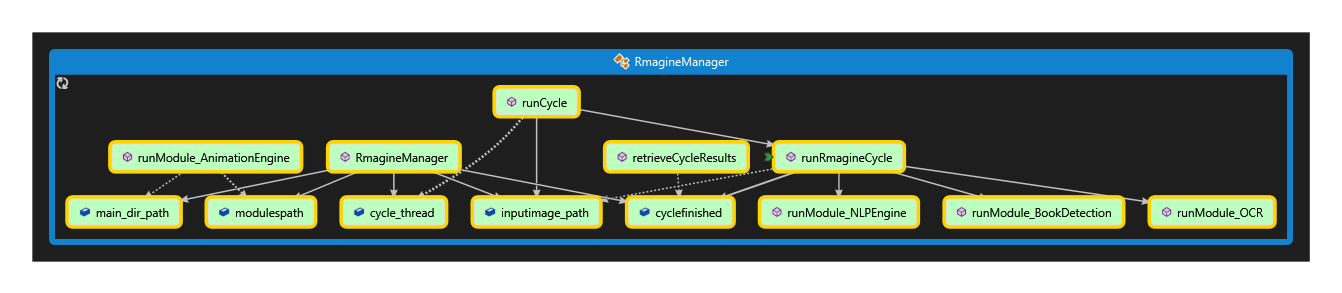 RmagineManager
runCycle
runModule_AnimationEngine
RmagineManager
retrieveCycleResults
runRmagineCycle
main_dir_path
modulespath
cycle_thread
inputimage_path
cyclefinished
runModule_NLPEngine
runModule_BookDetection
runModule_OCR